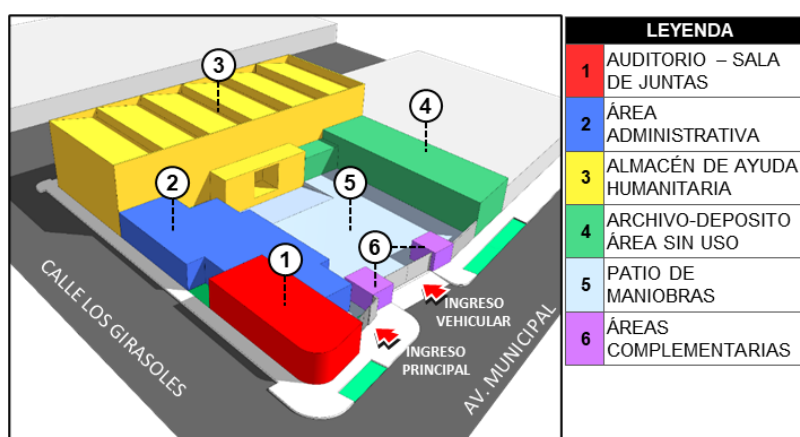 3
4
2
5
6
1
CALLE LOS GIRASOLES
INGRESO
VEHICULAR
INGRESO
PRINCIPAL
AV. MUNICIPAL
LEYENDA
1 AUDITORIO – SALA
DE JUNTAS
2 ÁREA
ADMINISTRATIVA
3 ALMACÉN DE AYUDA
HUMANITARIA
4 ARCHIVO-DEPOSITO
ÁREA SIN USO
5 PATIO DE
MANIOBRAS
6 ÁREAS
COMPLEMENTARIAS